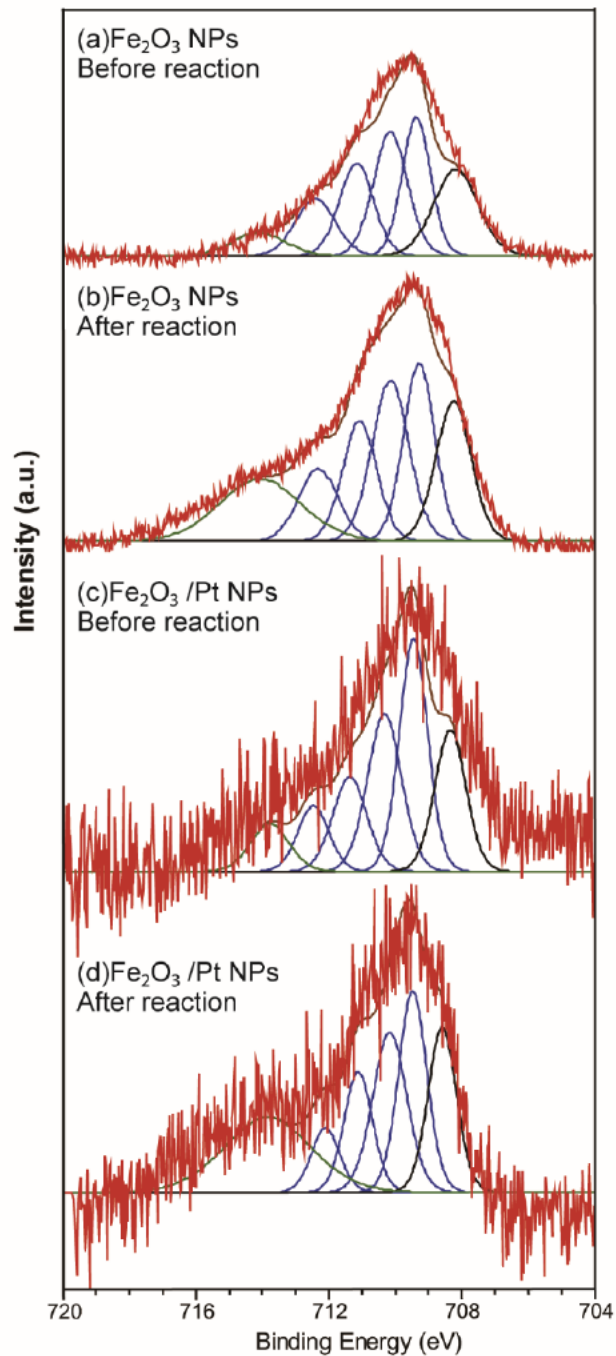 (a)Fe₂O₃ NPs
Before reaction
(b)Fe₂O₃ NPs
After reaction
(c)Fe₂O₃ /Pt NPs
Before reaction
(d)Fe₂O₃ /Pt NPs
After reaction
Intensity (a.u.)
720 716 712 708 704
Binding Energy (eV)